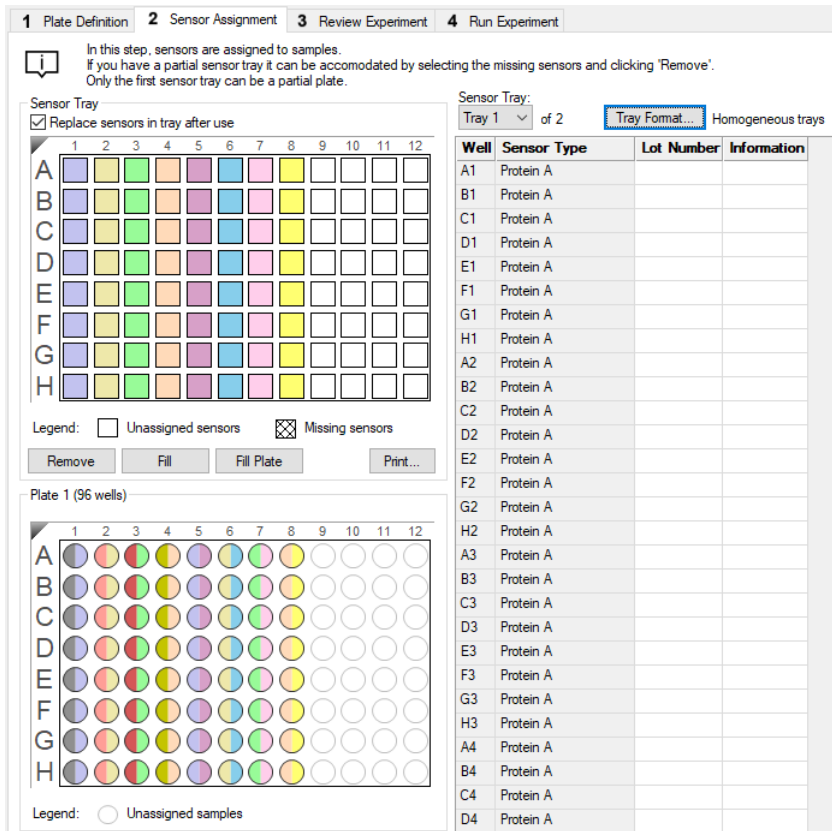 1 Plate Definition 2 Sensor Assignment 3 Review Experiment 4 Run Experiment
In this step, sensors are assigned to samples.
If you have a partial sensor tray it can be accomodated by selecting the missing sensors and clicking 'Remove'.
Only the first sensor tray can be a partial plate.
Sensor Tray
Replace sensors in tray after use
1 2 3 4 5 6 7 8 9 10 11 12
A
B
C
D
E
F
G
H
Legend: Unassigned sensors Missing sensors
Remove Fill Fill Plate Print...
Plate 1 (96 wells)
1 2 3 4 5 6 7 8 9 10 11 12
A
B
C
D
E
F
G
H
Legend: Unassigned samples
Sensor Tray:
Tray 1 of 2 Tray Format... Homogeneous trays
Well Sensor Type Lot Number Information
A1 Protein A
B1 Protein A
C1 Protein A
D1 Protein A
E1 Protein A
F1 Protein A
G1 Protein A
H1 Protein A
A2 Protein A
B2 Protein A
C2 Protein A
D2 Protein A
E2 Protein A
F2 Protein A
G2 Protein A
H2 Protein A
A3 Protein A
B3 Protein A
C3 Protein A
D3 Protein A
E3 Protein A
F3 Protein A
G3 Protein A
H3 Protein A
A4 Protein A
B4 Protein A
C4 Protein A
D4 Protein A